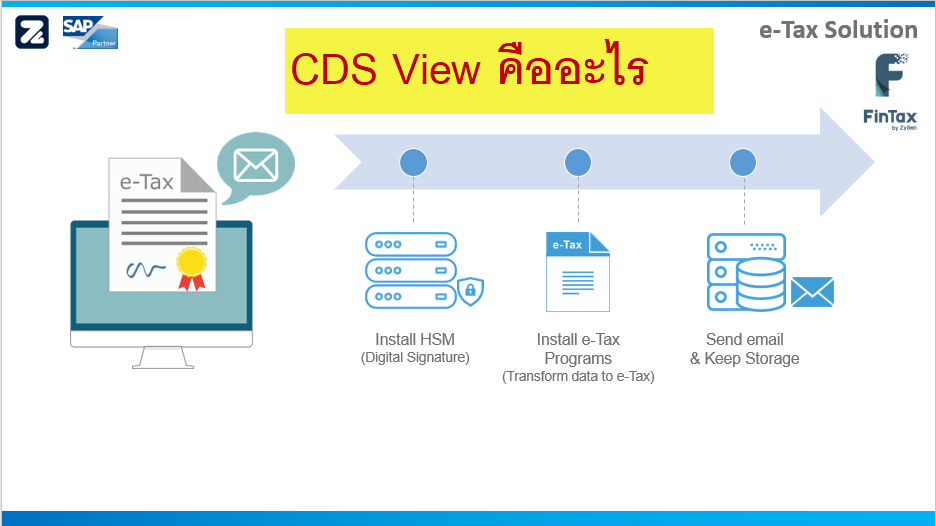 SAP
Partner
e-Tax Solution
CDS View คืออะไร
FinTax
by ZyGen
e-Tax
e-Tax
Install HSM
(Digital Signature)
Install e-Tax
Programs
(Transform data to e-Tax)
Send email
& Keep Storage